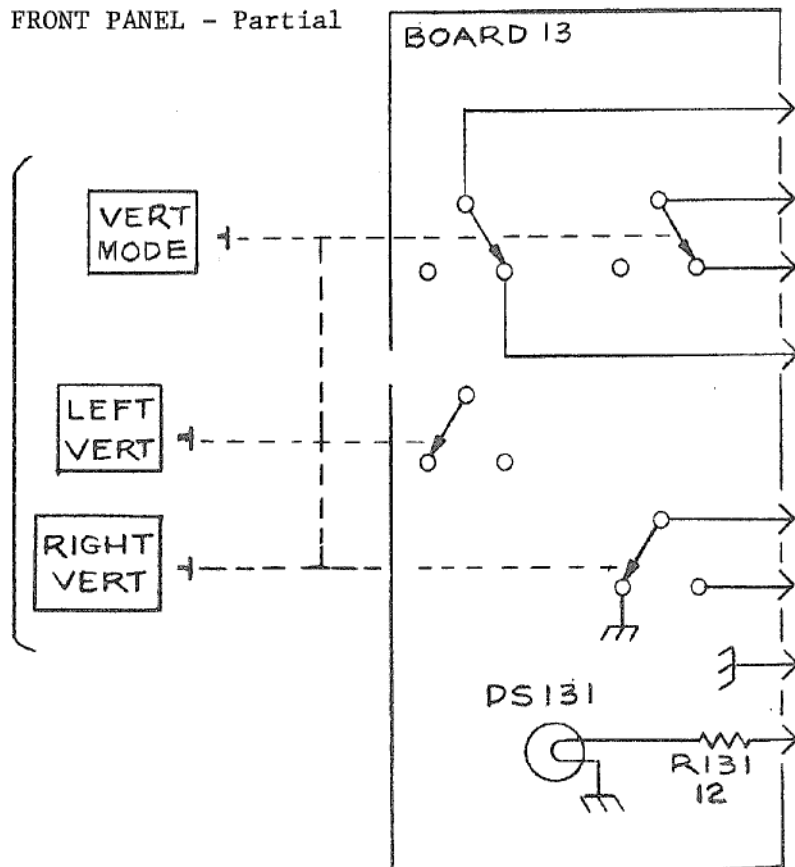 FRONT PANEL - Partial
BOARD 13
VERT
MODE
LEFT
VERT
RIGHT
VERT
DS131
R131
12